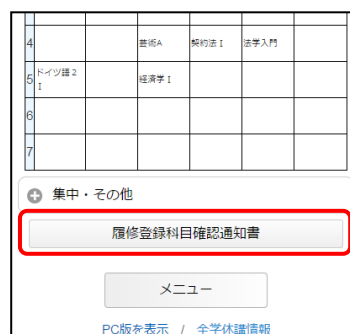 4 芸術A 契約法Ⅰ 法学入門
5 ドイツ語2Ⅰ 経済学Ⅰ
6
7
集中・その他
履修登録科目確認通知書
メニュー
PC版を表示 / 全学休講情報